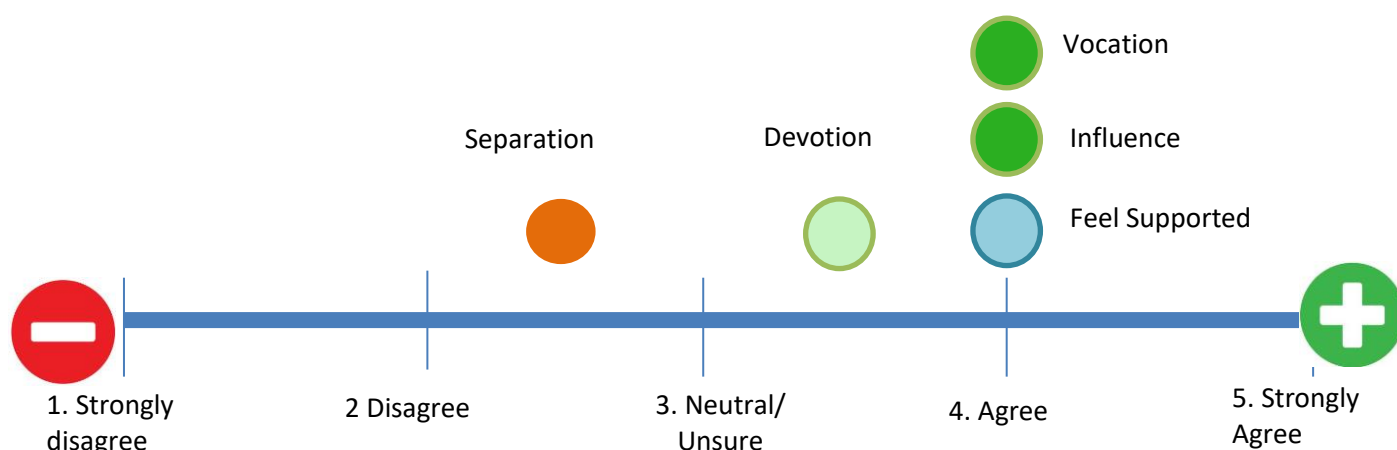 Vocation
Separation
Devotion
Influence
Feel Supported
1. Strongly
disagree
2 Disagree
3. Neutral/
Unsure
4. Agree
5. Strongly
Agree